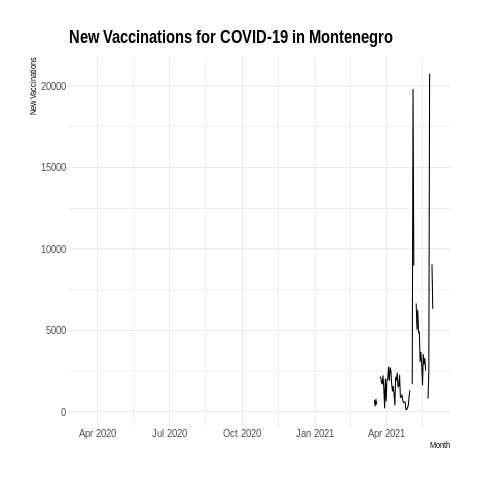 New Vaccinations for COVID-19 in Montenegro
New Vaccinations
20000
15000
10000
5000
0
Apr 2020 Jul 2020 Oct 2020 Jan 2021 Apr 2021
Month